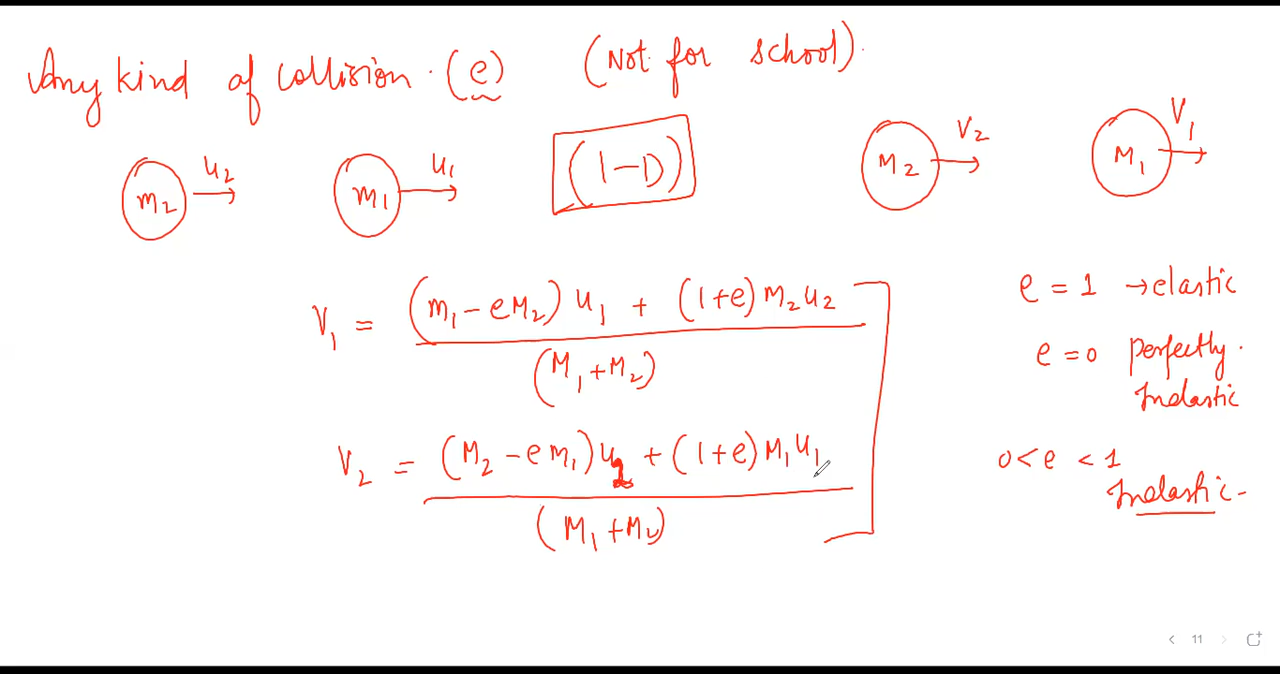 Any kind of collision. (e) (Not for school).
m₂ u₂ m₁ u₁ (1-D) M₂ V₂ M₁ V₁
V₁ = (m₁ - eM₂) u₁ + (1+e) M₂ u₂
(M₁+M₂)
e = 1 → elastic
e = 0 perfectly.
Inelastic
V₂ = (M₂ - em₁) u₂ + (1+e) M₁ u₁
(M₁+M₂)
0 < e < 1
Inelastic -
11